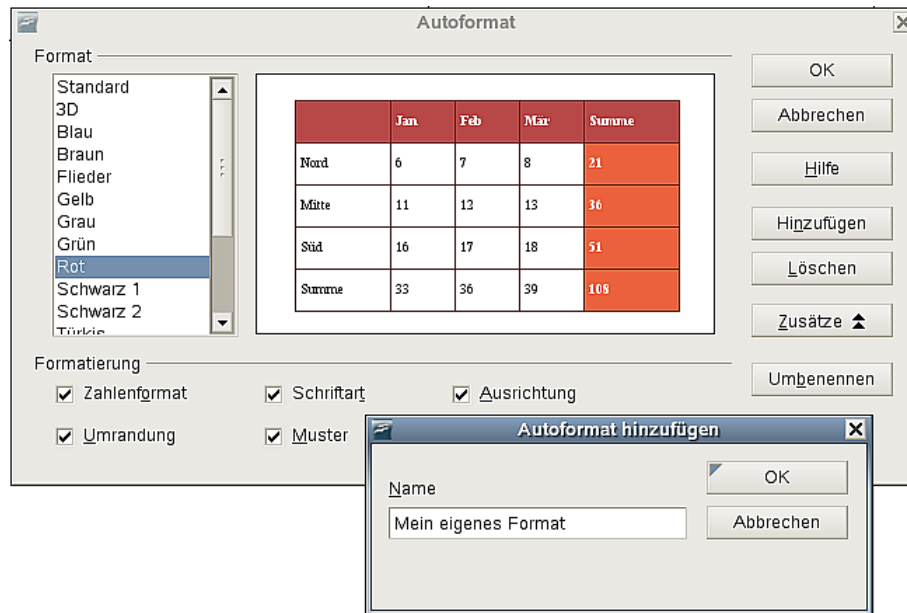 Autoformat
Format
Standard
3D
Blau
Braun
Flieder
Gelb
Grau
Grün
Rot
Schwarz 1
Schwarz 2
Türkis
Jan Feb Mär Summe
Nord 6 7 8 21
Mitte 11 12 13 36
Süd 16 17 18 51
Summe 33 36 39 108
OK
Abbrechen
Hilfe
Hinzufügen
Löschen
Zusätze
Umbenennen
Formatierung
Zahlenformat Schriftart Ausrichtung
Umrandung Muster
Autoformat hinzufügen
Name
Mein eigenes Format
OK
Abbrechen